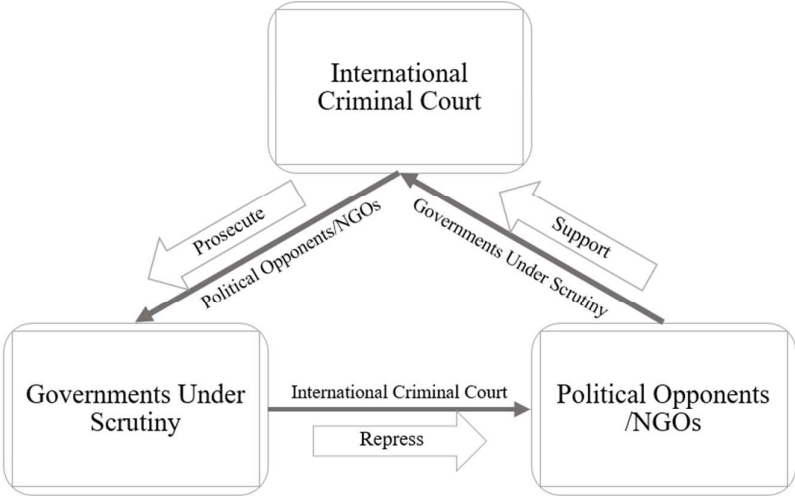 International
Criminal Court
Prosecute
Political Opponents/NGOs
Governments Under Scrutiny
Support
Governments Under
Scrutiny
International Criminal Court
Repress
Political Opponents
/NGOs